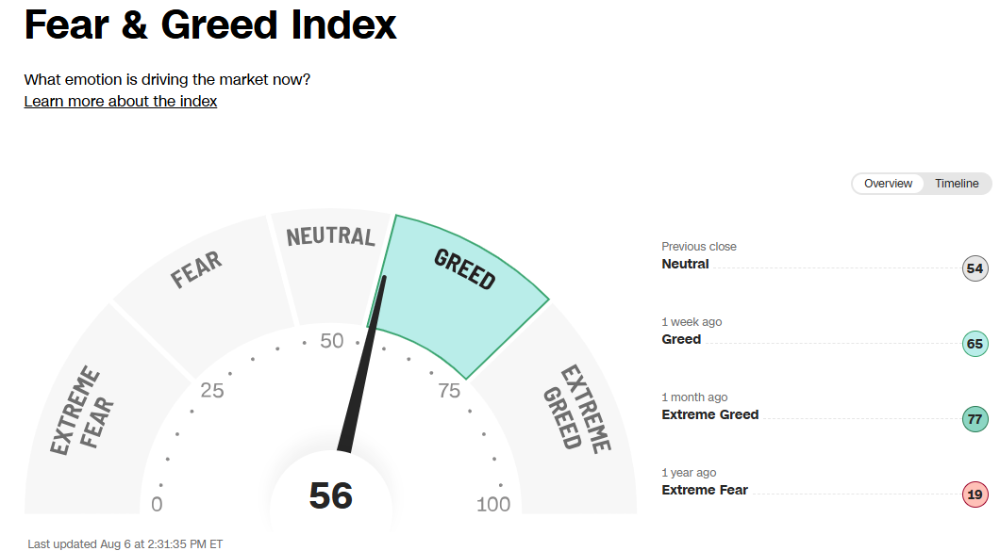 Fear & Greed Index
What emotion is driving the market now?
Learn more about the index
Overview
Timeline
EXTREME
FEAR
FEAR
NEUTRAL
GREED
EXTREME
GREED
0
25
50
75
100
56
Last updated Aug 6 at 2:31:35 PM ET
Previous close
Neutral 54
1 week ago
Greed 65
1 month ago
Extreme Greed 77
1 year ago
Extreme Fear 19